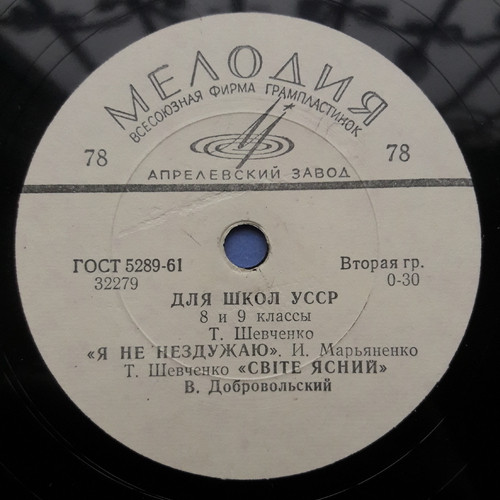 МЕЛОДИЯ
ВСЕСОЮЗНАЯ ФИРМА ГРАМПЛАСТИНОК
78 78
АПРЕЛЕВСКИЙ ЗАВОД
ГОСТ 5289-61 Вторая гр.
32279 0-30
ДЛЯ ШКОЛ УССР
8 и 9 классы
Т. Шевченко
«Я НЕ НЕЗДУЖАЮ». И. Марьяненко
Т. Шевченко «СВІТЕ ЯСНИЙ»
В. Добровольский